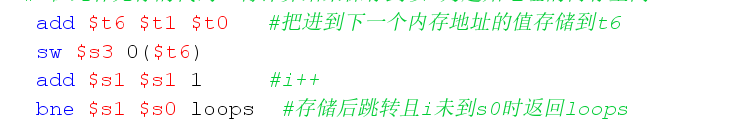 add $t6 $t1 $t0 #把进到下一个内存地址的值存储到t6
sw $s3 0($t6)
add $s1 $s1 1 #i++
bne $s1 $s0 loops #存储后跳转且i未到s0时返回loops